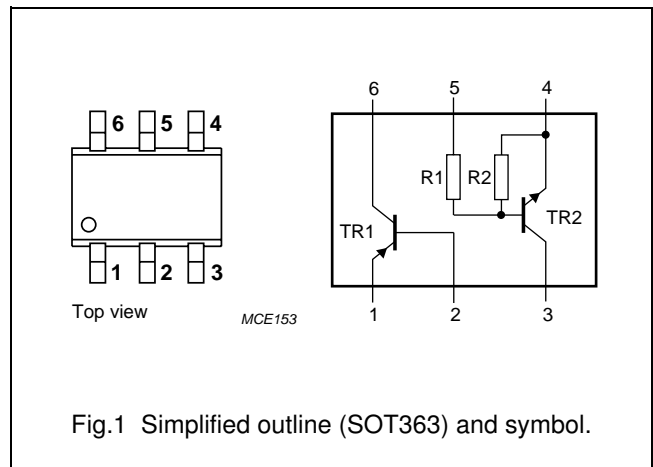 6 5 4
1 2 3
Top view
MCE153
6 5 4
R1 R2
TR1 TR2
1 2 3
Fig.1 Simplified outline (SOT363) and symbol.